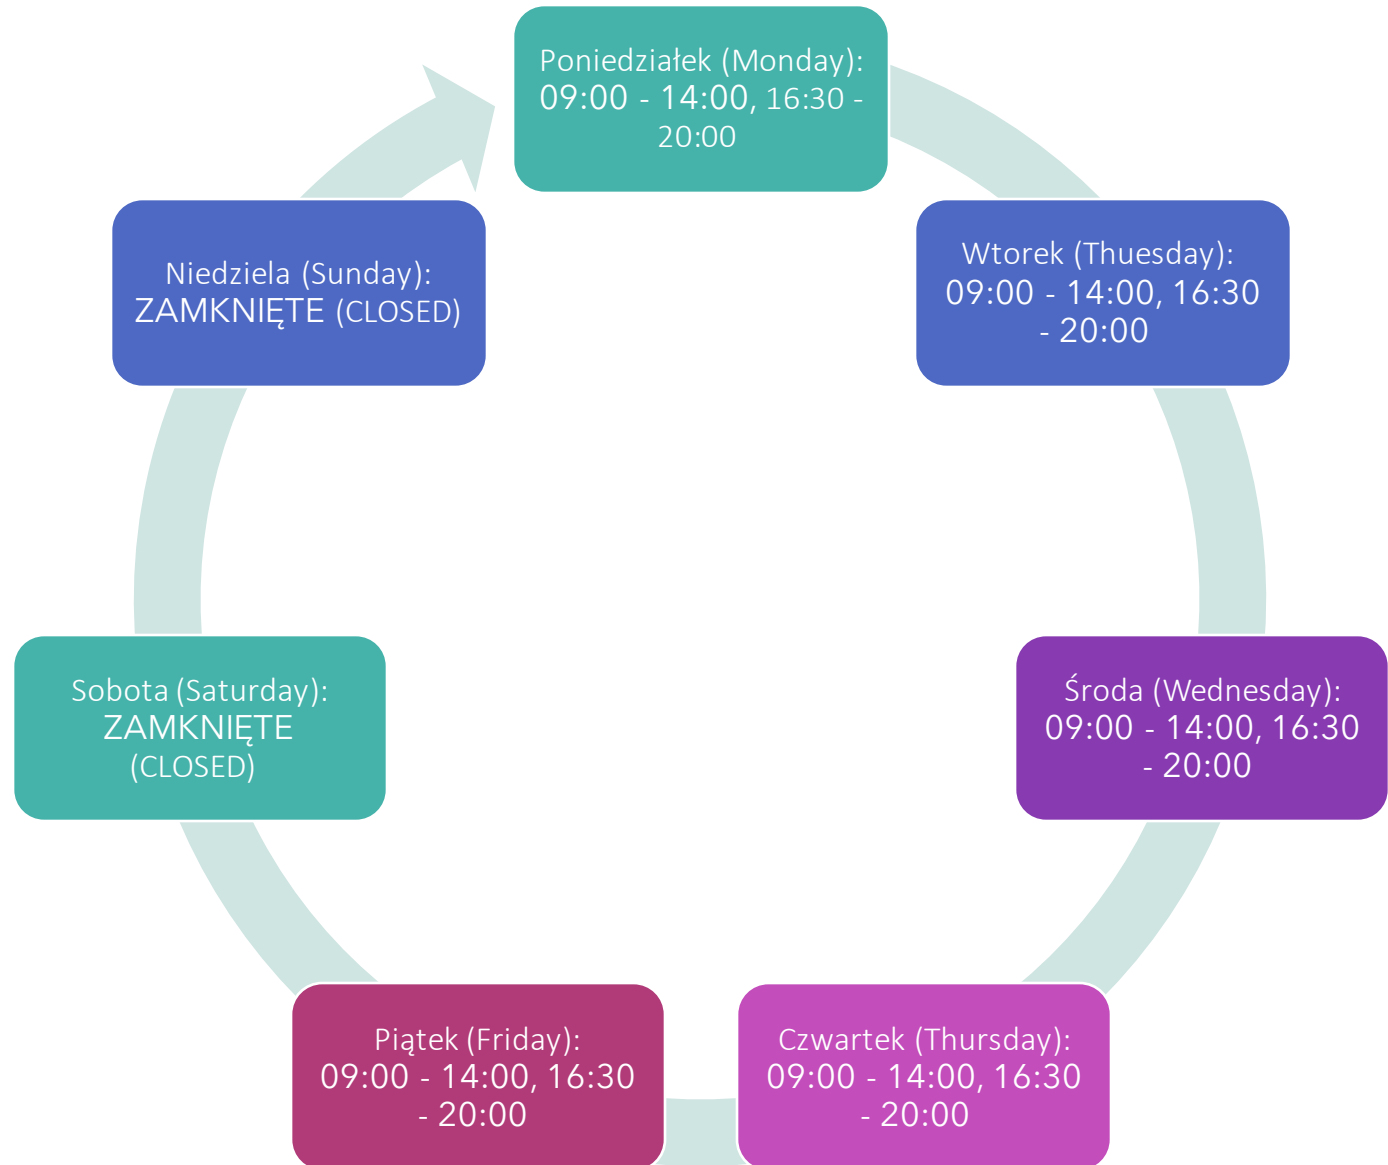 Poniedziałek (Monday):
09:00 - 14:00, 16:30 -
20:00
Wtorek (Thuesday):
09:00 - 14:00, 16:30
- 20:00
Środa (Wednesday):
09:00 - 14:00, 16:30
- 20:00
Czwartek (Thursday):
09:00 - 14:00, 16:30
- 20:00
Piątek (Friday):
09:00 - 14:00, 16:30
- 20:00
Sobota (Saturday):
ZAMKNIĘTE
(CLOSED)
Niedziela (Sunday):
ZAMKNIĘTE (CLOSED)